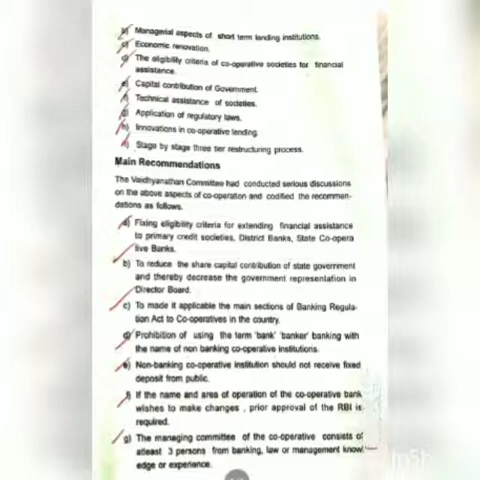 b) Managerial aspects of short term lending institutions.
c) Economic renovation.
d) The eligibility criteria of co-operative societies for financial
assistance.
e) Capital contribution of Government.
f) Technical assistance of societies.
g) Application of regulatory laws.
h) Innovations in co-operative lending.
i) Stage by stage three tier restructuring process.
Main Recommendations
The Vaidhyanathan Committee had conducted serious discussions
on the above aspects of co-operation and codified the recommen-
dations as follows.
a) Fixing eligibility criteria for extending financial assistance
to primary credit societies, District Banks, State Co-opera
tive Banks.
b) To reduce the share capital contribution of state government
and thereby decrease the government representation in
Director Board.
c) To made it applicable the main sections of Banking Regula-
tion Act to Co-operatives in the country.
d) Prohibition of using the term 'bank' 'banker' banking with
the name of non banking co-operative institutions.
e) Non-banking co-operative institution should not receive fixed
deposit from public.
f) If the name and area of operation of the co-operative bank
wishes to make changes , prior approval of the RBI is
required.
g) The managing committee of the co-operative consists of
atleast 3 persons from banking, law or management knowl
edge or experience.
InSh